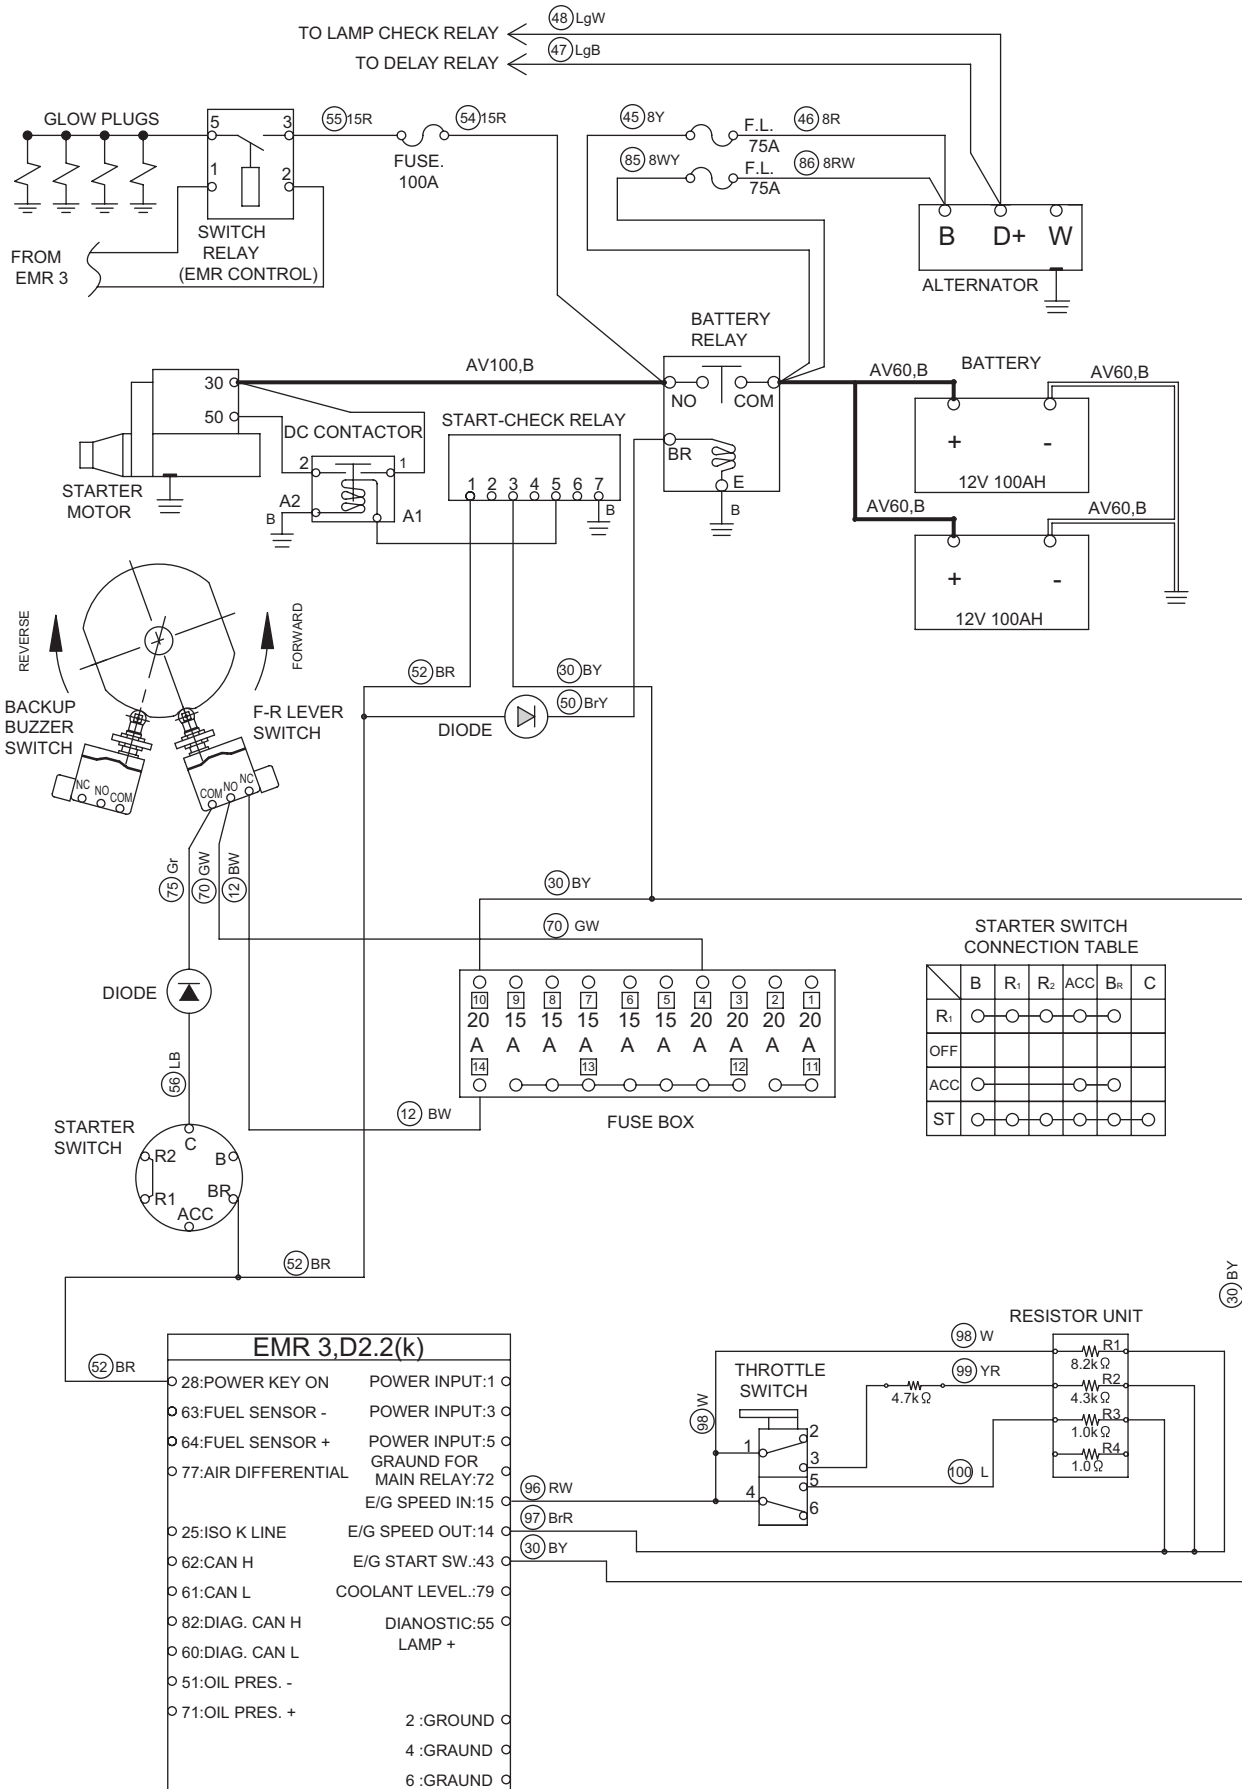 48 LgW
TO LAMP CHECK RELAY
47 LgB
TO DELAY RELAY
GLOW PLUGS
5
3
1
2
55 15R
54 15R
FUSE.
100A
45 8Y
F.L.
75A
46 8R
85 8WY
F.L.
75A
86 8RW
SWITCH
RELAY
(EMR CONTROL)
FROM
EMR 3
B D+ W
ALTERNATOR
BATTERY
RELAY
AV100,B
NO COM
BR
E
B
AV60,B
BATTERY
AV60,B
+ -
12V 100AH
AV60,B
AV60,B
+ -
12V 100AH
30
50
STARTER
MOTOR
DC CONTACTOR
2
1
A2
A1
B
START-CHECK RELAY
1 2 3 4 5 6 7
B
REVERSE
FORWARD
BACKUP
BUZZER
SWITCH
F-R LEVER
SWITCH
NC NO COM
COM NO NC
52 BR
30 BY
50 BrY
DIODE
75 Gr
70 GW
12 BW
30 BY
70 GW
DIODE
56 LB
10 9 8 7 6 5 4 3 2 1
20 15 15 15 15 15 20 20 20 20
A A A A A A A A A A
14 13 12 11
FUSE BOX
12 BW
STARTER SWITCH
CONNECTION TABLE
B R1 R2 ACC BR C
R1
OFF
ACC
ST
STARTER
SWITCH
C
R2
B
R1
BR
ACC
52 BR
30 BY
52 BR
EMR 3,D2.2(k)
28:POWER KEY ON
POWER INPUT:1
63:FUEL SENSOR -
POWER INPUT:3
64:FUEL SENSOR +
POWER INPUT:5
77:AIR DIFFERENTIAL
GROUND FOR
MAIN RELAY:72
E/G SPEED IN:15
25:ISO K LINE
E/G SPEED OUT:14
62:CAN H
E/G START SW.:43
61:CAN L
COOLANT LEVEL.:79
82:DIAG. CAN H
DIANOSTIC:55
LAMP +
60:DIAG. CAN L
51:OIL PRES. -
71:OIL PRES. +
2 :GROUND
4 :GRAUND
6 :GRAUND
96 RW
97 BrR
30 BY
98 W
THROTTLE
SWITCH
1
2
3
4
5
6
98 W
99 YR
4.7kΩ
100 L
RESISTOR UNIT
R1
8.2kΩ
R2
4.3kΩ
R3
1.0kΩ
R4
1.0Ω